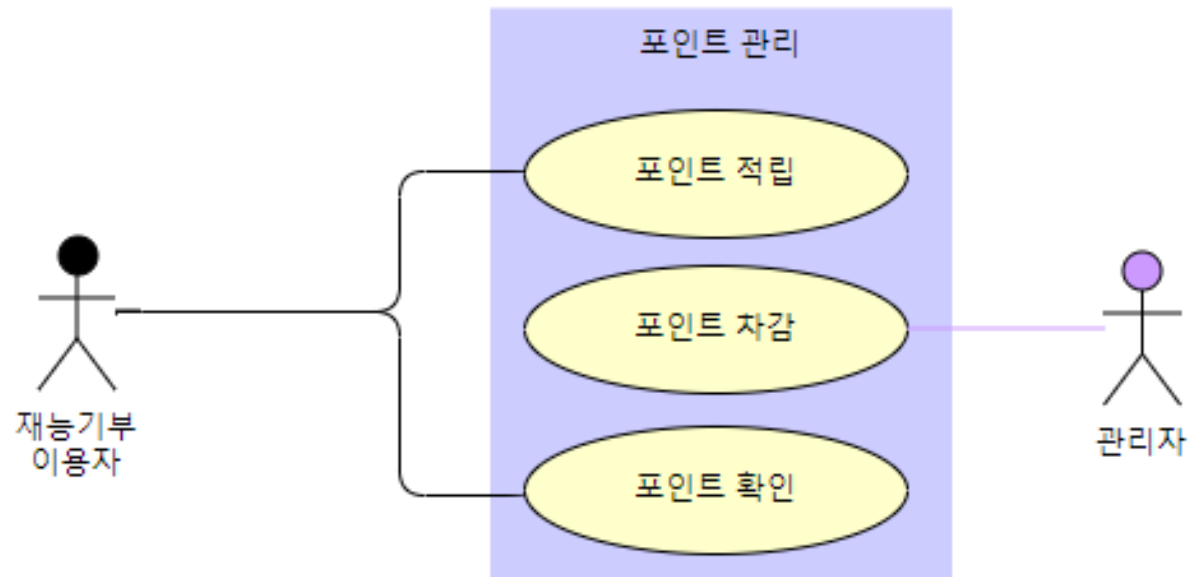 포인트 관리
포인트 적립
포인트 차감
포인트 확인
재능기부
이용자
관리자